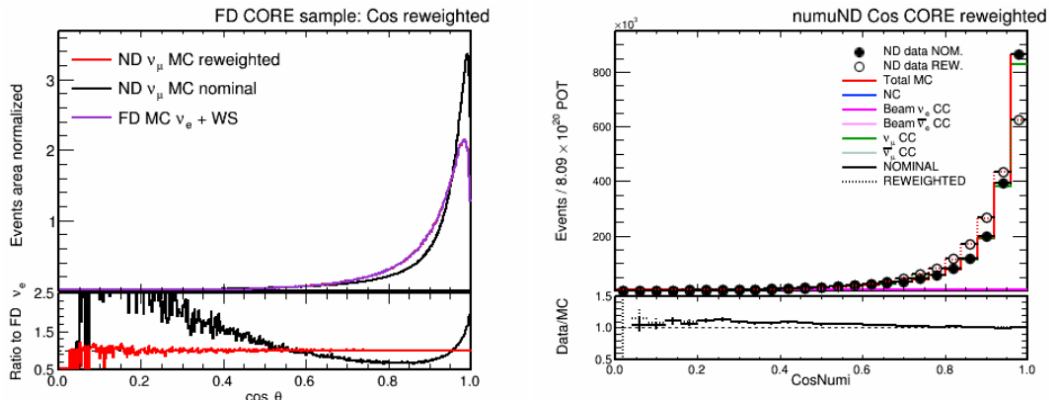 FD CORE sample: Cos reweighted
Events area normalized
3
2
1
ND νμ MC reweighted
ND νμ MC nominal
FD MC νe + WS
Ratio to FD νe
2.5
1.5
0.5
0.0 0.2 0.4 0.6 0.8 1.0
cos θ
numuND Cos CORE reweighted
×10³
Events / 8.09 × 10²⁰ POT
800
600
400
200
ND data NOM.
ND data REW.
Total MC
NC
Beam νe CC
Beam ν̅e CC
νμ CC
ν̅μ CC
NOMINAL
REWEIGHTED
Data/MC
1.5
1.0
0.5
0.0 0.2 0.4 0.6 0.8 1.0
CosNumi